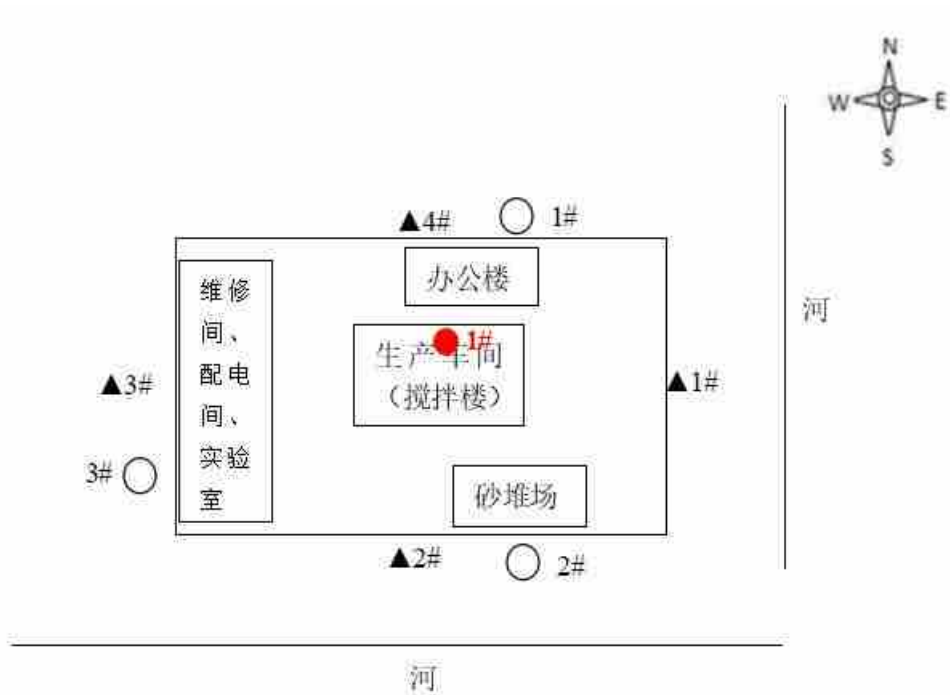 N
W E
S
▲4# 1#
办公楼
维修
间、
配电
间、
实验
室
河
1#
生产车间
（搅拌楼）
▲3#
▲1#
3#
砂堆场
▲2# 2#
河